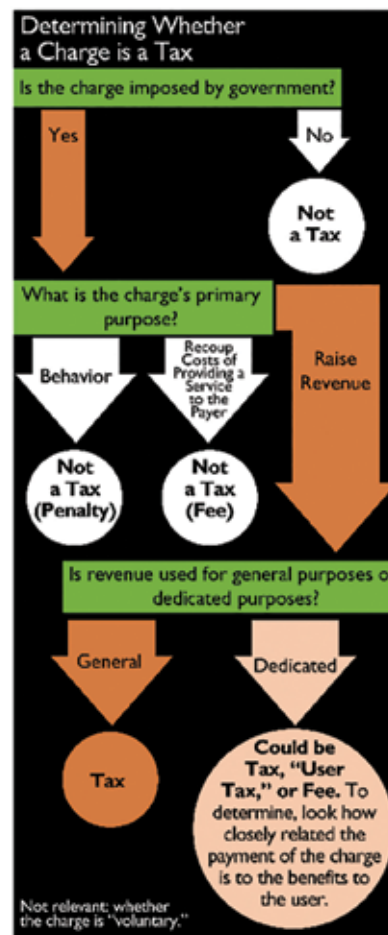 Determining Whether
a Charge is a Tax
Is the charge imposed by government?
Yes
No
Not
a Tax
What is the charge's primary
purpose?
Behavior
Recoup
Costs of
Providing a
Service
to the
Payer
Raise
Revenue
Not
a Tax
(Penalty)
Not
a Tax
(Fee)
Is revenue used for general purposes o
dedicated purposes?
General
Dedicated
Tax
Could be
Tax, "User
Tax," or Fee. To
determine, look how
closely related the
payment of the charge
is to the benefits to
the user.
Not relevant: whether
the charge is "voluntary."